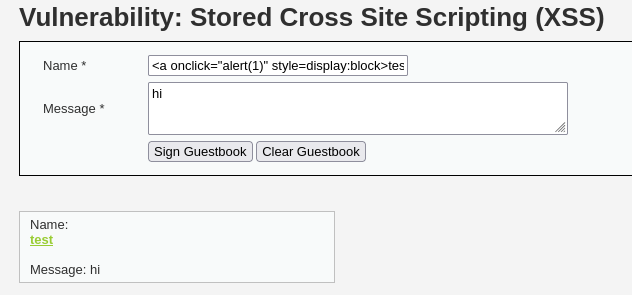 Vulnerability: Stored Cross Site Scripting (XSS)
Name * <a onclick="alert(1)" style=display:block>tes
hi
Message *
Sign Guestbook Clear Guestbook
Name:
test
Message: hi